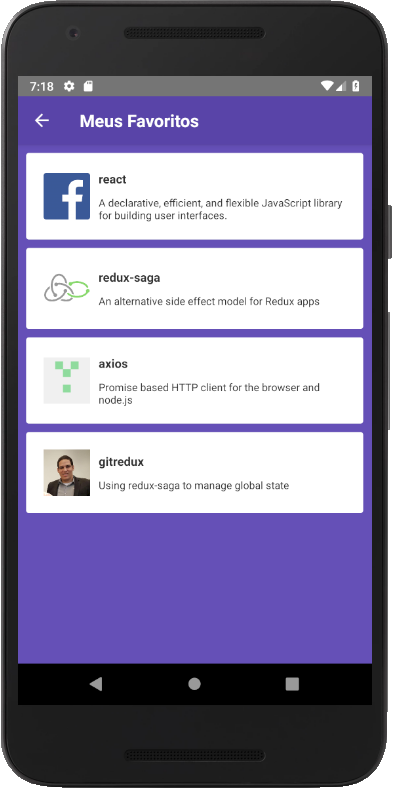 7:18
Meus Favoritos
react
A declarative, efficient, and flexible JavaScript library
for building user interfaces.
redux-saga
An alternative side effect model for Redux apps
axios
Promise based HTTP client for the browser and
node.js
gitredux
Using redux-saga to manage global state